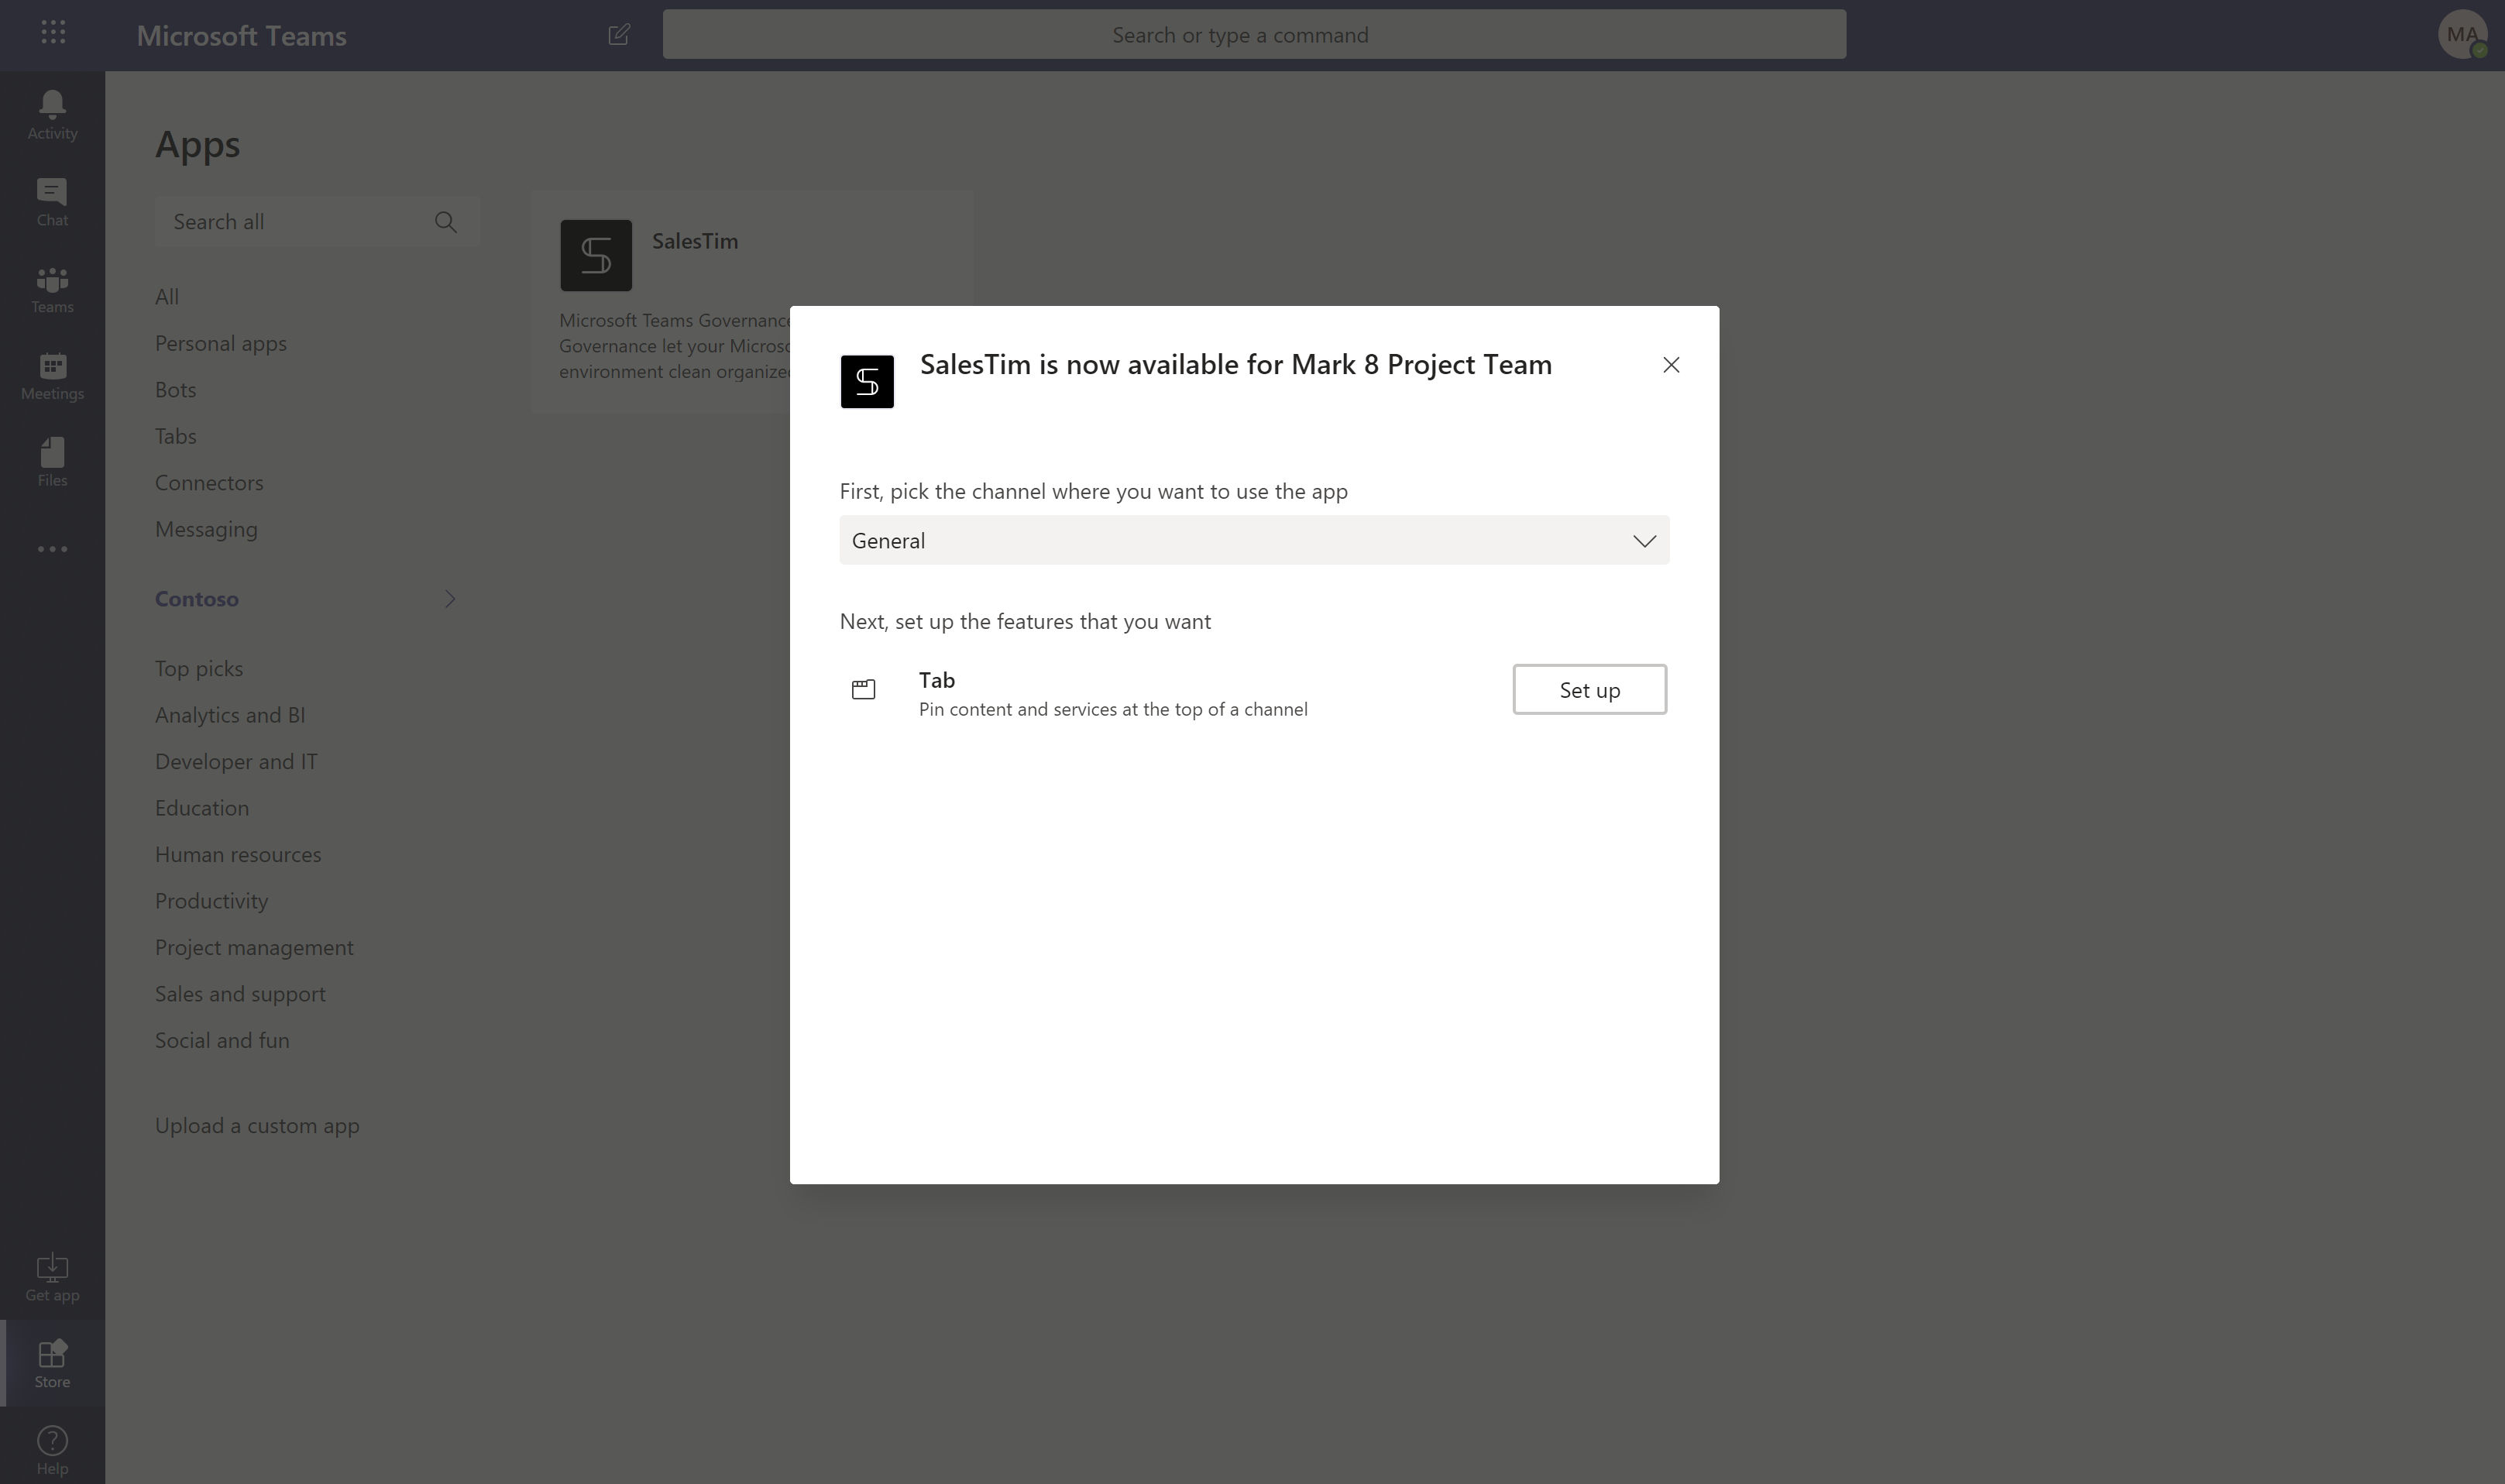 Microsoft Teams
Search or type a command
MA
Activity
Chat
Teams
Meetings
Files
Apps
Search all
All
Personal apps
Bots
Tabs
Connectors
Messaging
Contoso
Top picks
Analytics and BI
Developer and IT
Education
Human resources
Productivity
Project management
Sales and support
Social and fun
Upload a custom app
Get app
Store
Help
SalesTim
Microsoft Teams Governance
Governance let your Microso
environment clean organize
SalesTim is now available for Mark 8 Project Team
First, pick the channel where you want to use the app
General
Next, set up the features that you want
Tab
Pin content and services at the top of a channel
Set up